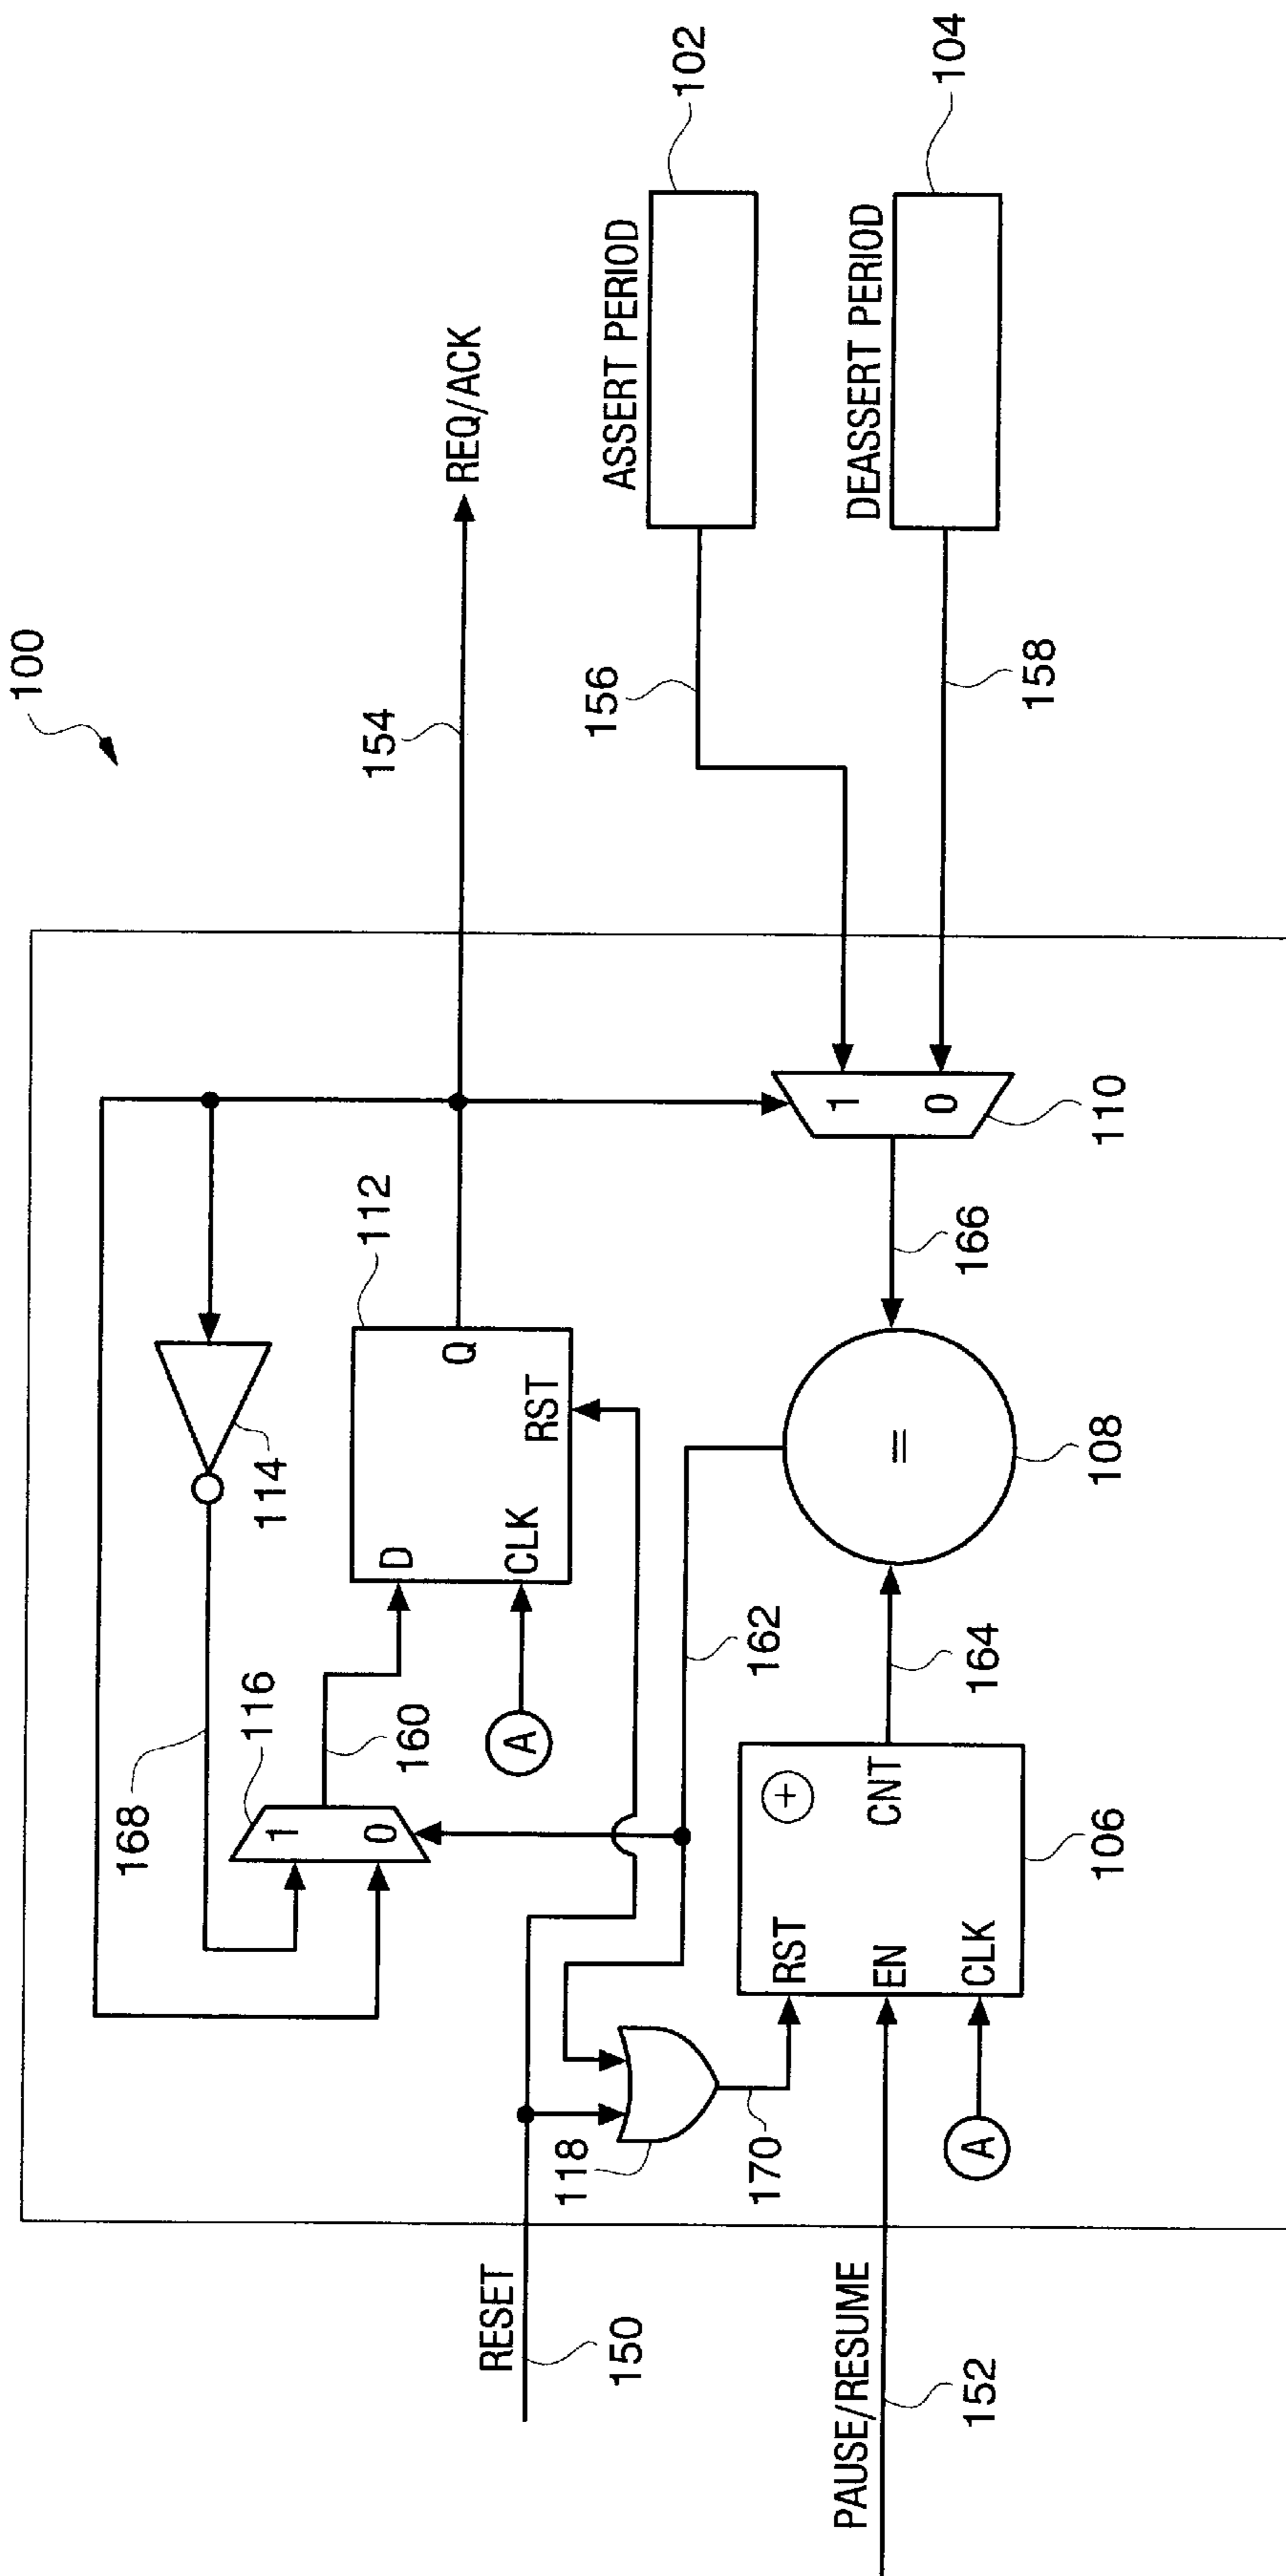 100
RESET
150
PAUSE/RESUME
152
118
170
168
116
1
0
160
114
112
D
Q
CLK
RST
A
154
REQ/ACK
162
RST
EN
CLK
+
CNT
106
A
164
=
108
166
1
0
110
156
158
ASSERT PERIOD
102
DEASSERT PERIOD
104